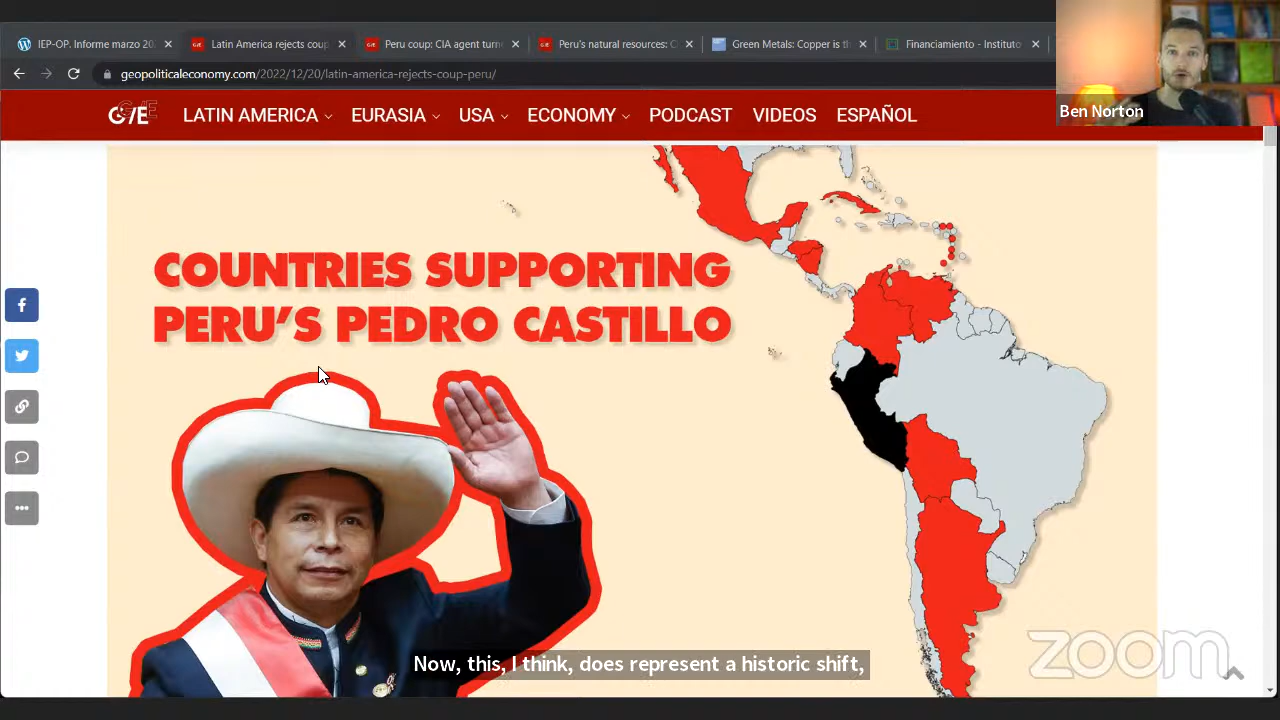 IEP-OP. Informe marzo 202
Latin America rejects coup
Peru coup: CIA agent turn
Peru's natural resources: C
Green Metals: Copper is th
Financiamiento - Instituto
geopoliticaleconomy.com/2022/12/20/latin-america-rejects-coup-peru/
Ben Norton
LATIN AMERICA EURASIA USA ECONOMY PODCAST VIDEOS ESPAÑOL
COUNTRIES SUPPORTING
PERU'S PEDRO CASTILLO
Now, this, I think, does represent a historic shift,
zoom